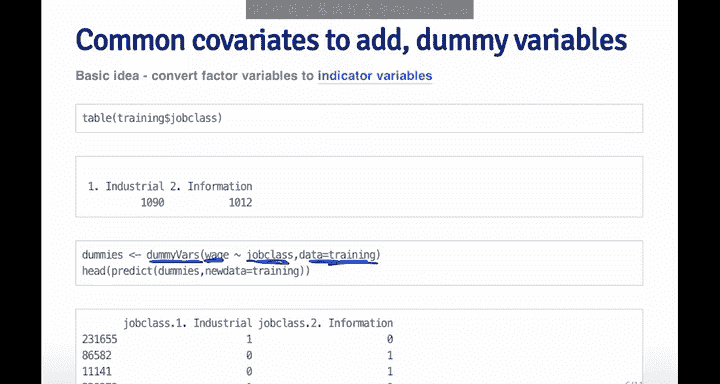 Common covariates to add, dummy variables
Basic idea - convert factor variables to indicator variables
table(training$jobclass)
1. Industrial 2. Information
1090 1012
dummies <- dummyVars(wage ~ jobclass,data=training)
head(predict(dummies,newdata=training))
jobclass.1. Industrial jobclass.2. Information
231655 1 0
86582 0 1
11141 0 1